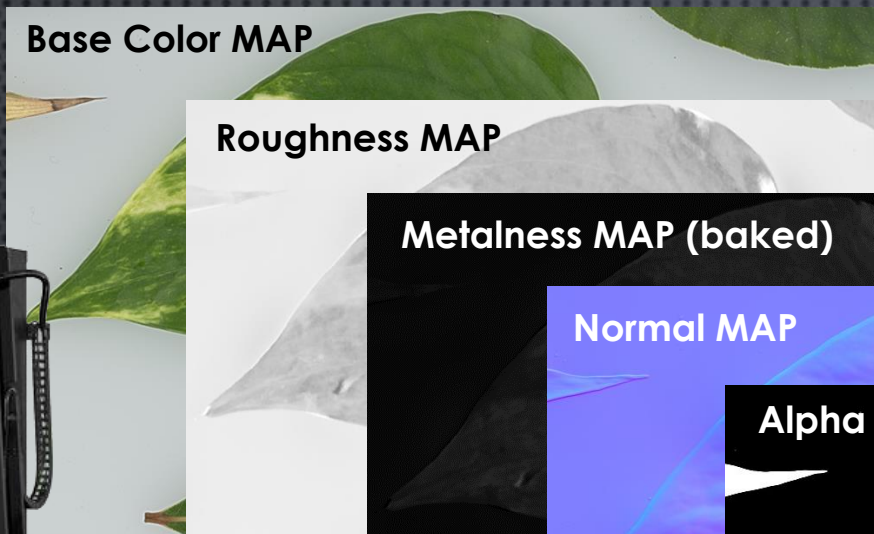 Base Color MAP
Roughness MAP
Metalness MAP (baked)
Normal MAP
Alpha